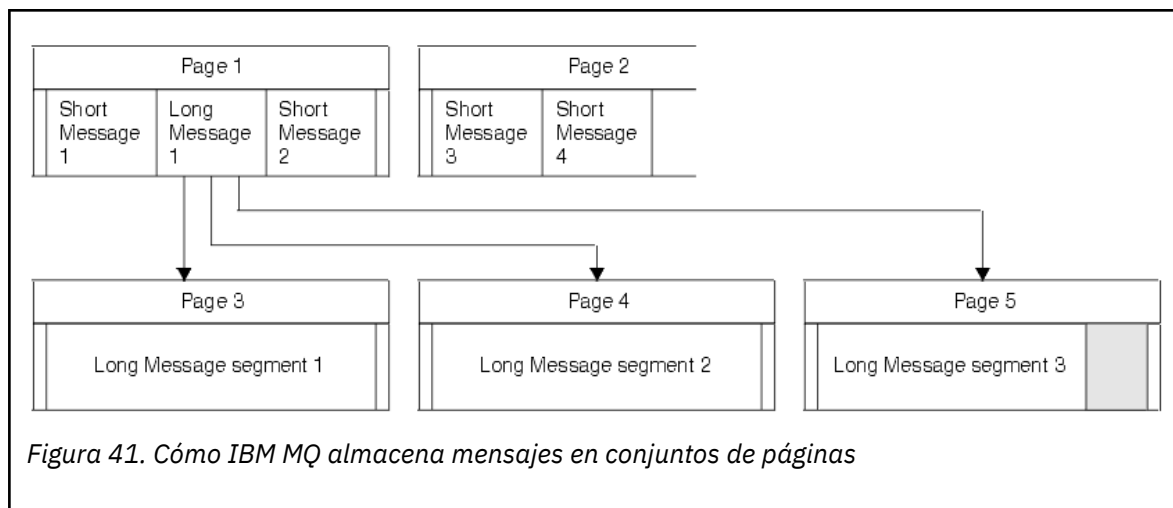 Page 1
Page 2
Short Message 1
Long Message 1
Short Message 2
Short Message 3
Short Message 4
Page 3
Page 4
Page 5
Long Message segment 1
Long Message segment 2
Long Message segment 3
Figura 41. Cómo IBM MQ almacena mensajes en conjuntos de páginas